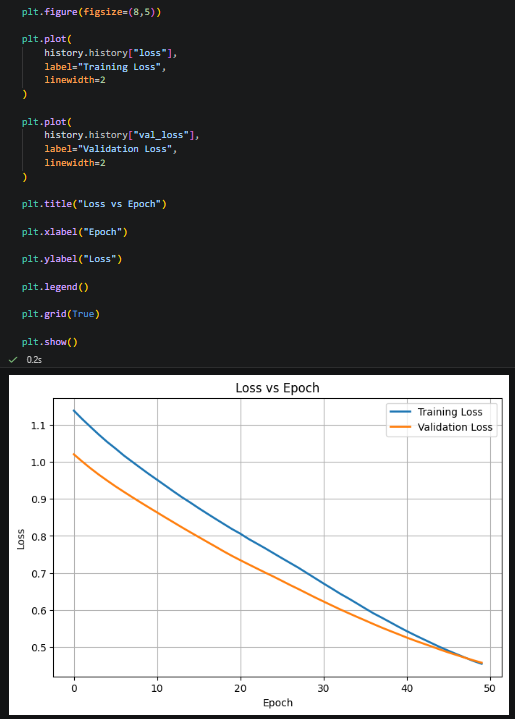 plt.figure(figsize=(8,5))
plt.plot(
    history.history["loss"],
    label="Training Loss",
    linewidth=2
)
plt.plot(
    history.history["val_loss"],
    label="Validation Loss",
    linewidth=2
)
plt.title("Loss vs Epoch")
plt.xlabel("Epoch")
plt.ylabel("Loss")
plt.legend()
plt.grid(True)
plt.show()
0.2s
Loss vs Epoch
Training Loss
Validation Loss
1.1
1.0
0.9
0.8
0.7
0.6
0.5
Loss
0 10 20 30 40 50
Epoch